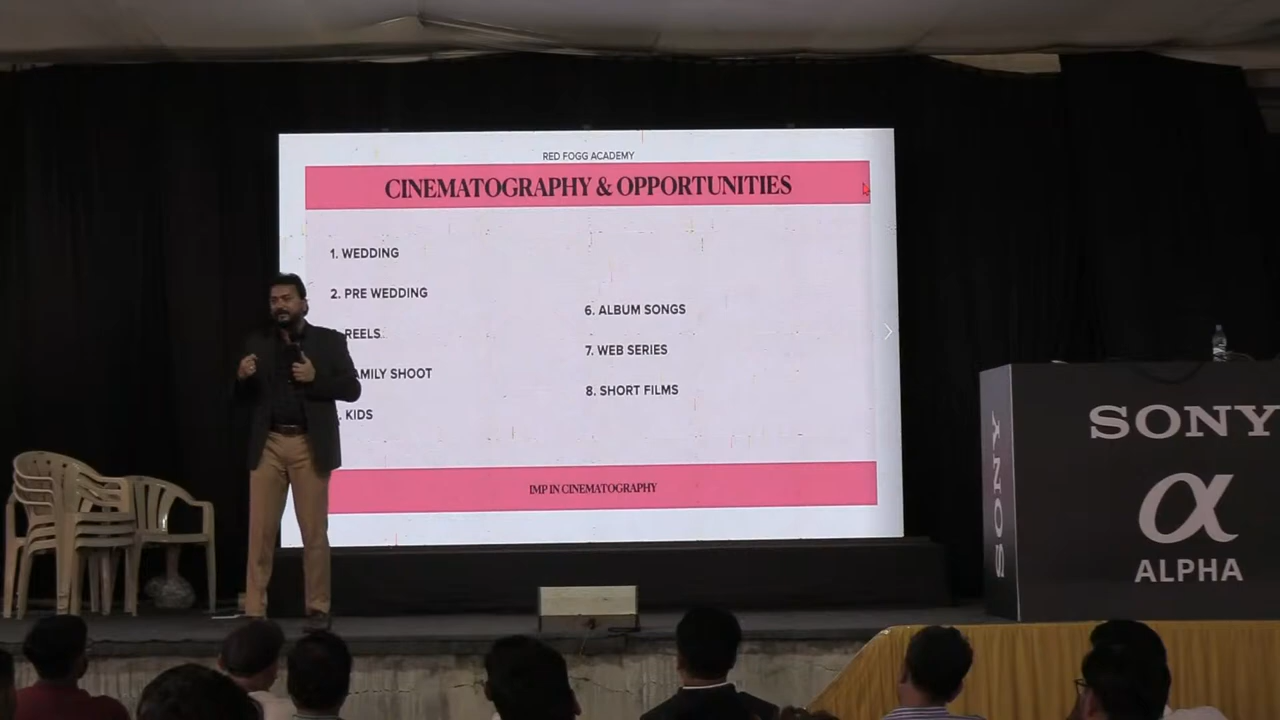 RED FOGG ACADEMY
CINEMATOGRAPHY & OPPORTUNITIES
1. WEDDING
2. PRE WEDDING
REELS
AMILY SHOOT
. KIDS
6. ALBUM SONGS
7. WEB SERIES
8. SHORT FILMS
IMP IN CINEMATOGRAPHY
SONY
SONY
α
ALPHA